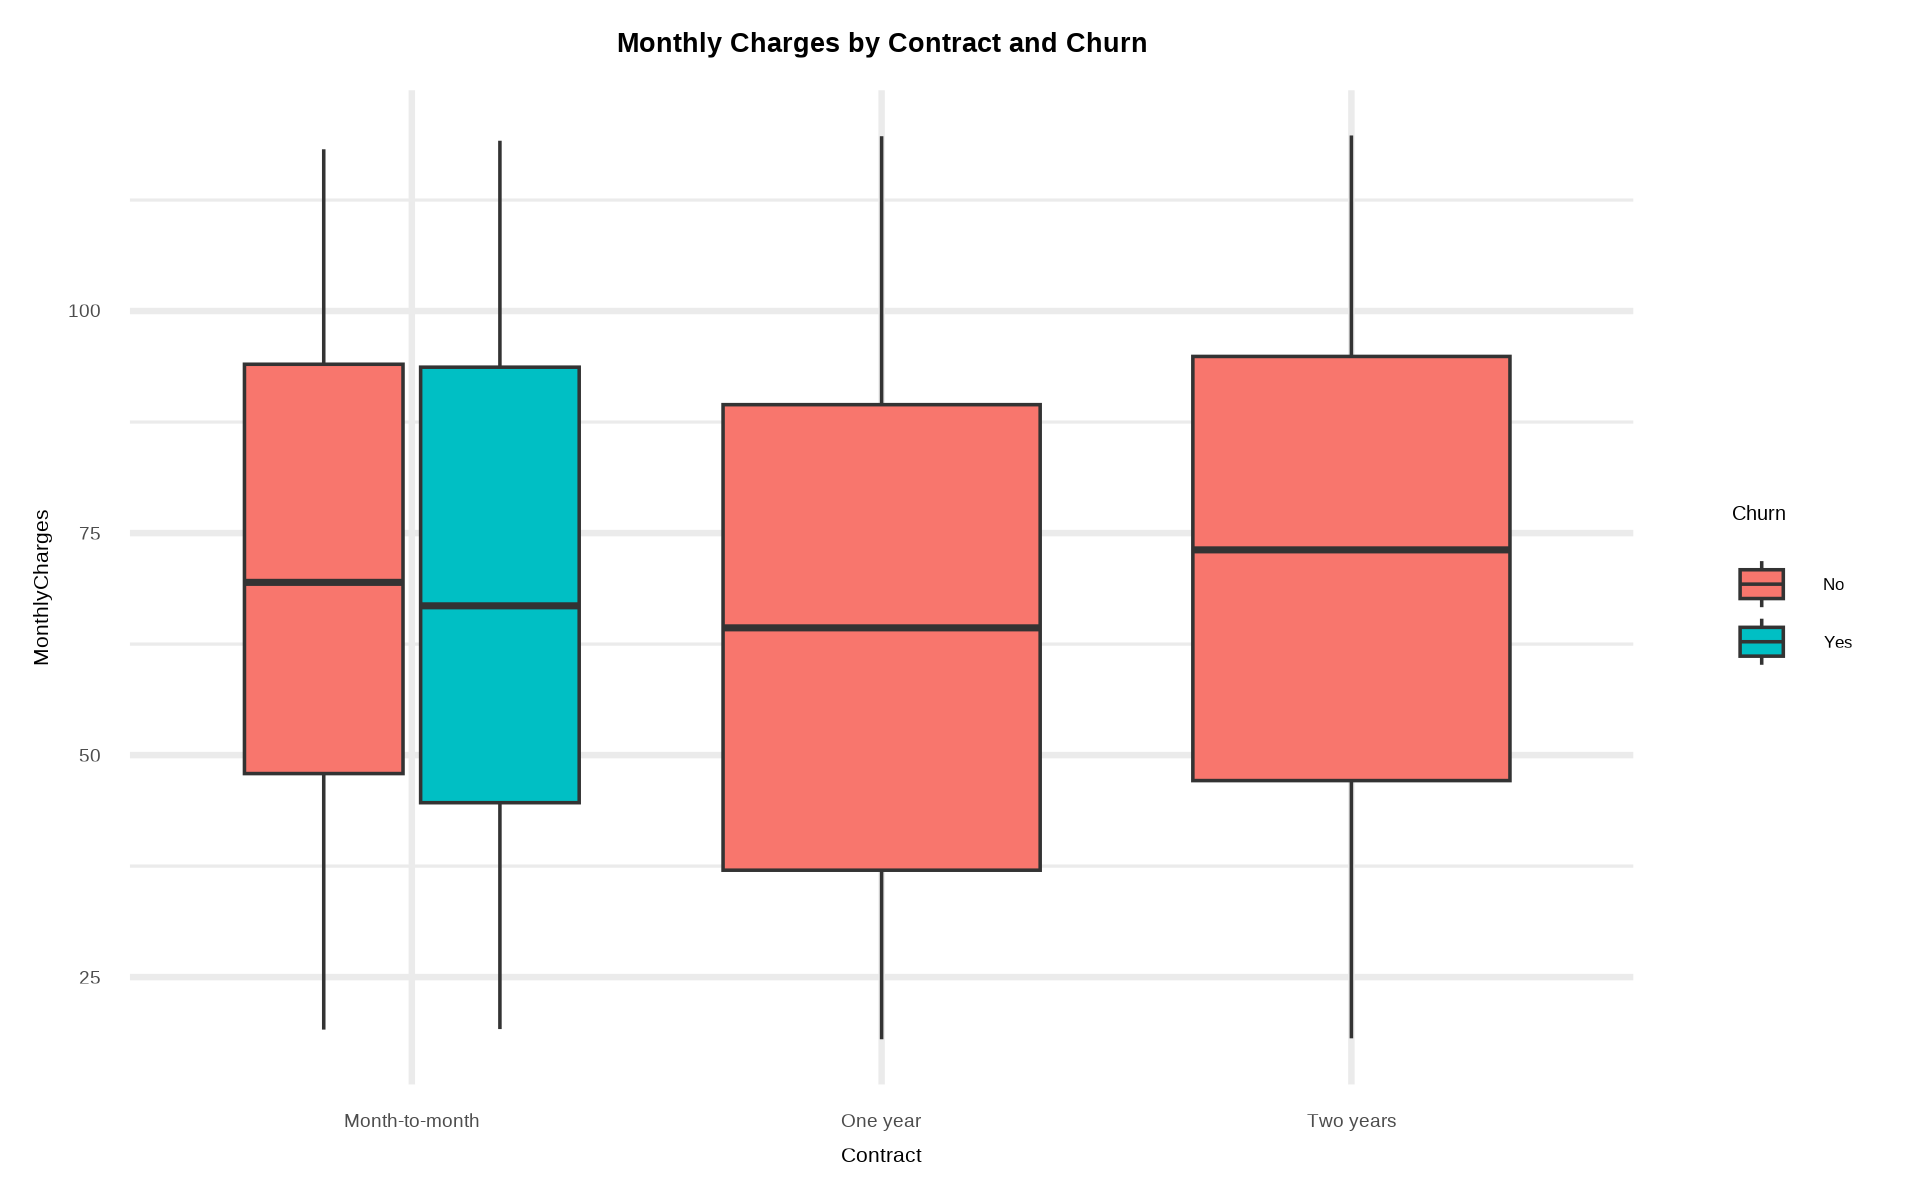 Monthly Charges by Contract and Churn
MonthlyCharges
100
75
50
25
Month-to-month
One year
Two years
Contract
Churn
No
Yes